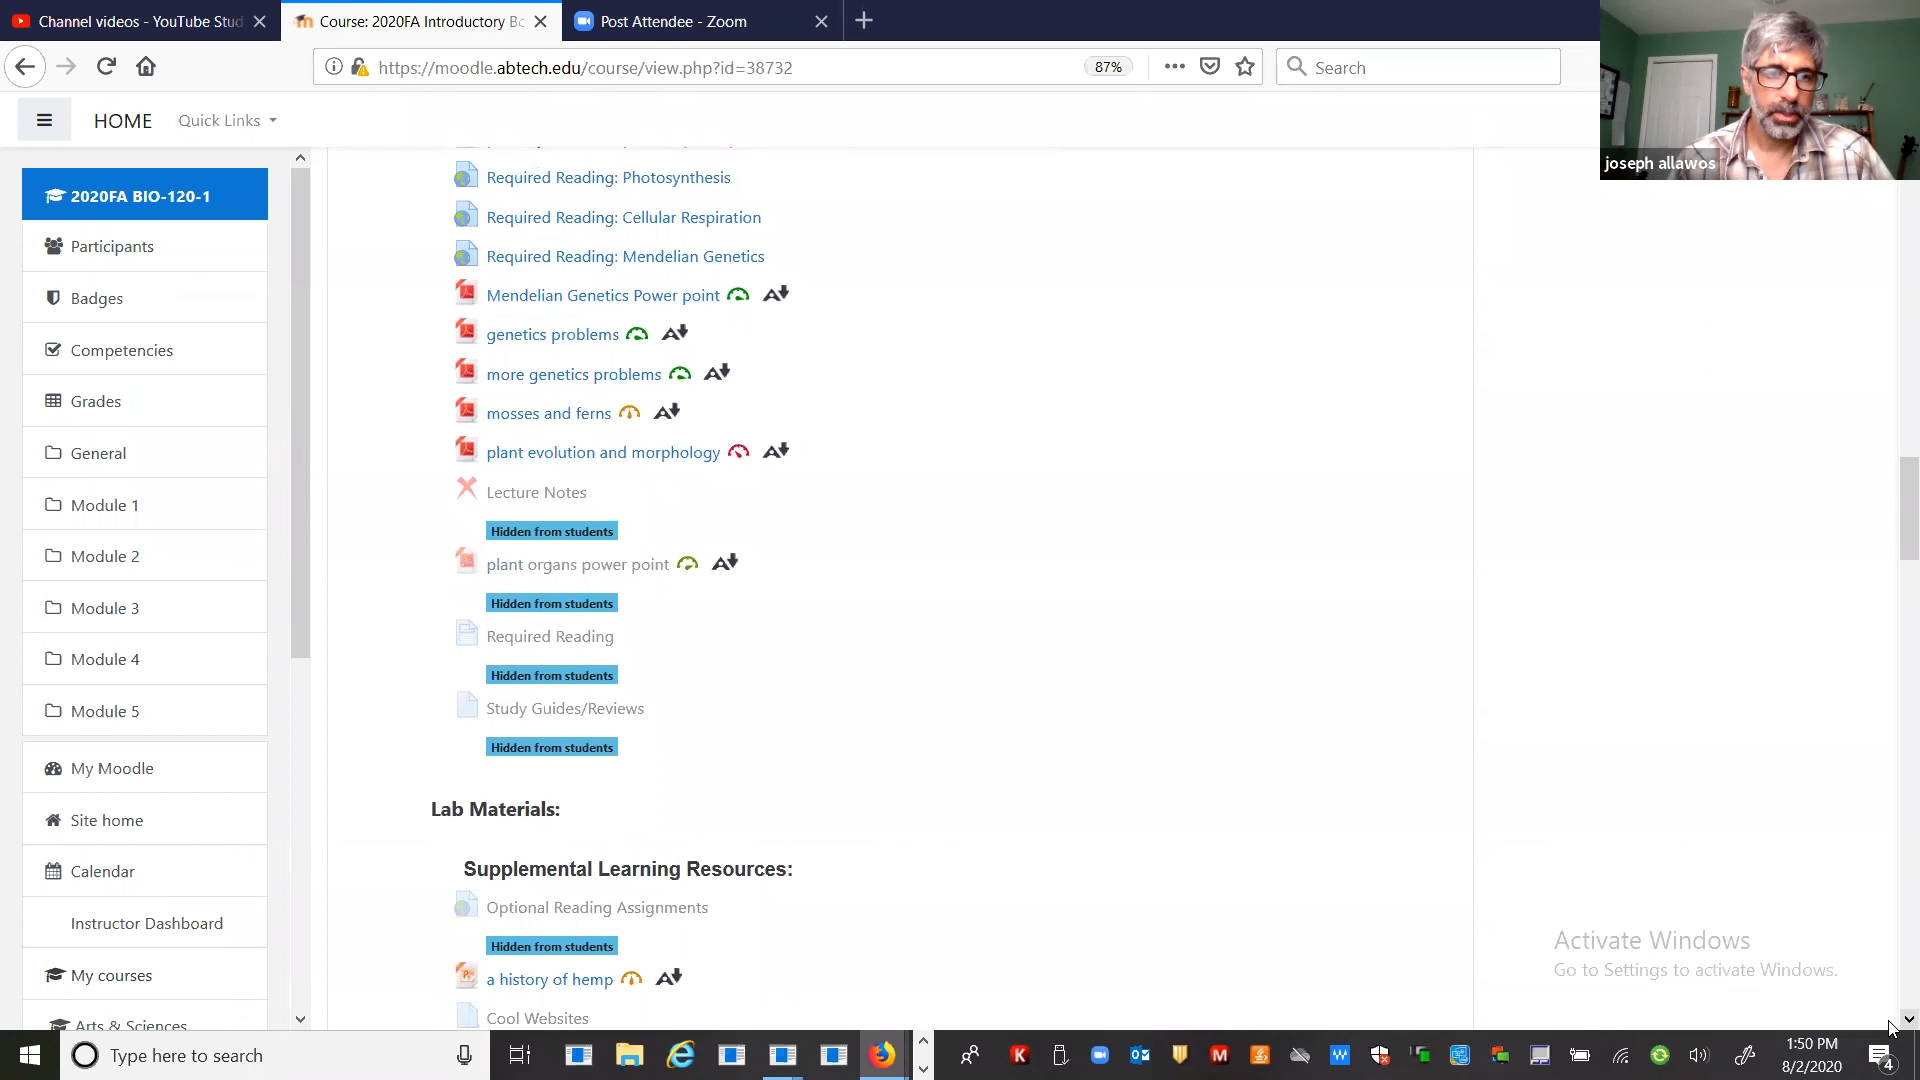 Channel videos - YouTube Stud
Course: 2020FA Introductory Bo
Post Attendee - Zoom
https://moodle.abtech.edu/course/view.php?id=38732
87%
Search
HOME
Quick Links
joseph allawos
2020FA BIO-120-1
Participants
Badges
Competencies
Grades
General
Module 1
Module 2
Module 3
Module 4
Module 5
My Moodle
Site home
Calendar
Instructor Dashboard
My courses
Arts & Sciences
Required Reading: Photosynthesis
Required Reading: Cellular Respiration
Required Reading: Mendelian Genetics
Mendelian Genetics Power point
genetics problems
more genetics problems
mosses and ferns
plant evolution and morphology
Lecture Notes
Hidden from students
plant organs power point
Hidden from students
Required Reading
Hidden from students
Study Guides/Reviews
Hidden from students
Lab Materials:
Supplemental Learning Resources:
Optional Reading Assignments
Hidden from students
a history of hemp
Cool Websites
Activate Windows
Go to Settings to activate Windows.
Type here to search
1:50 PM
8/2/2020
4